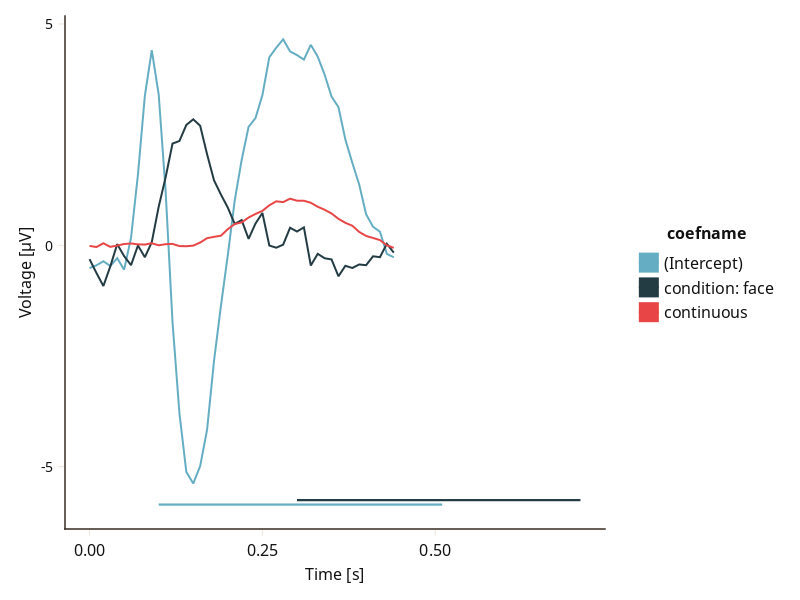 5
0
-5
Voltage [µV]
0.00
0.25
0.50
Time [s]
coefname
(Intercept)
condition: face
continuous